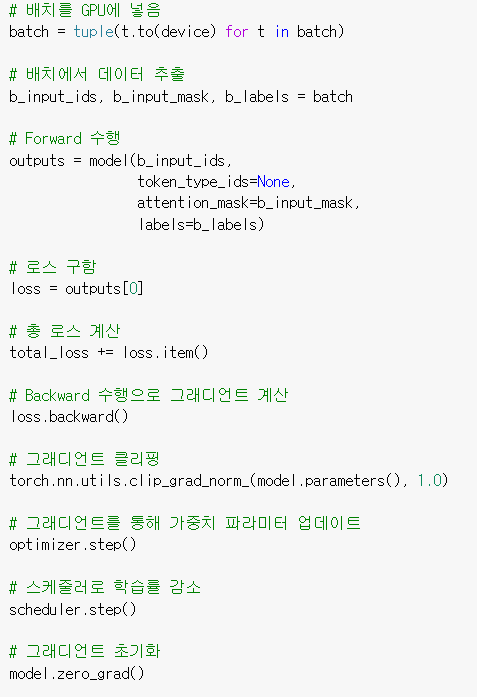 # 배치를 GPU에 넣음
batch = tuple(t.to(device) for t in batch)
# 배치에서 데이터 추출
b_input_ids, b_input_mask, b_labels = batch
# Forward 수행
outputs = model(b_input_ids,
token_type_ids=None,
attention_mask=b_input_mask,
labels=b_labels)
# 로스 구함
loss = outputs[0]
# 총 로스 계산
total_loss += loss.item()
# Backward 수행으로 그래디언트 계산
loss.backward()
# 그래디언트 클리핑
torch.nn.utils.clip_grad_norm_(model.parameters(), 1.0)
# 그래디언트를 통해 가중치 파라미터 업데이트
optimizer.step()
# 스케줄러로 학습률 감소
scheduler.step()
# 그래디언트 초기화
model.zero_grad()